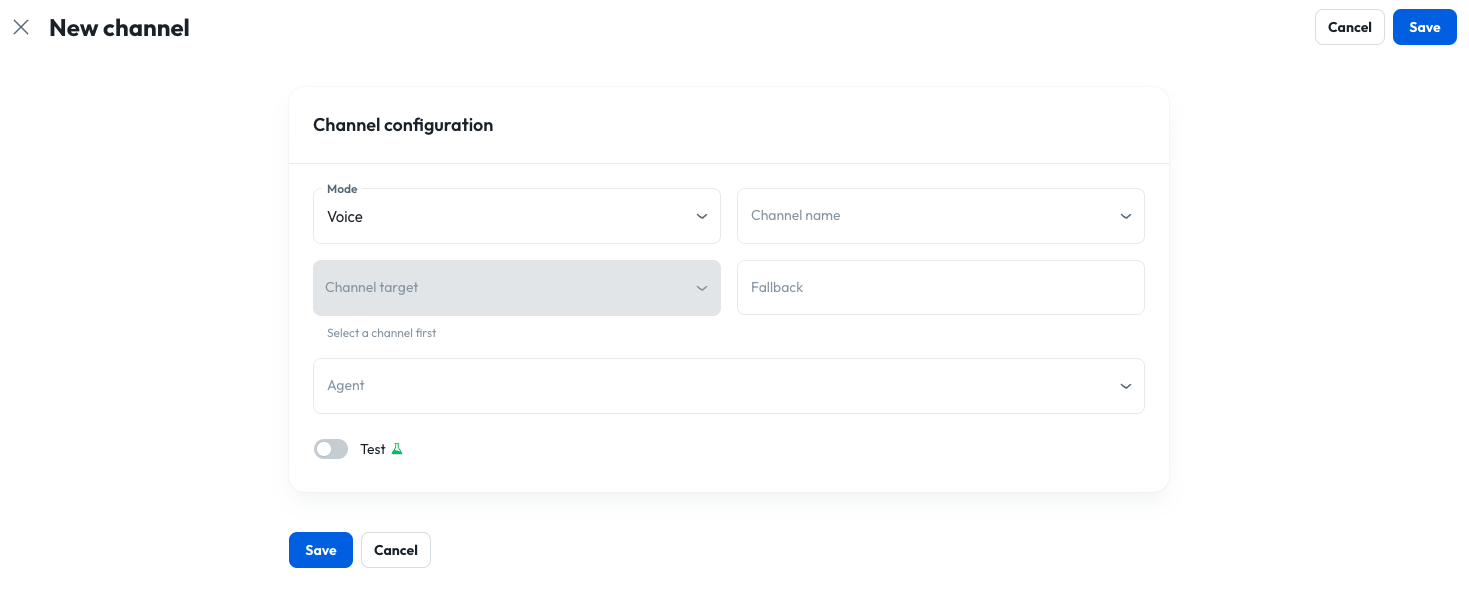 New channel
Cancel
Save
Channel configuration
Mode
Voice
Channel name
Channel target
Fallback
Select a channel first
Agent
Test
Save
Cancel